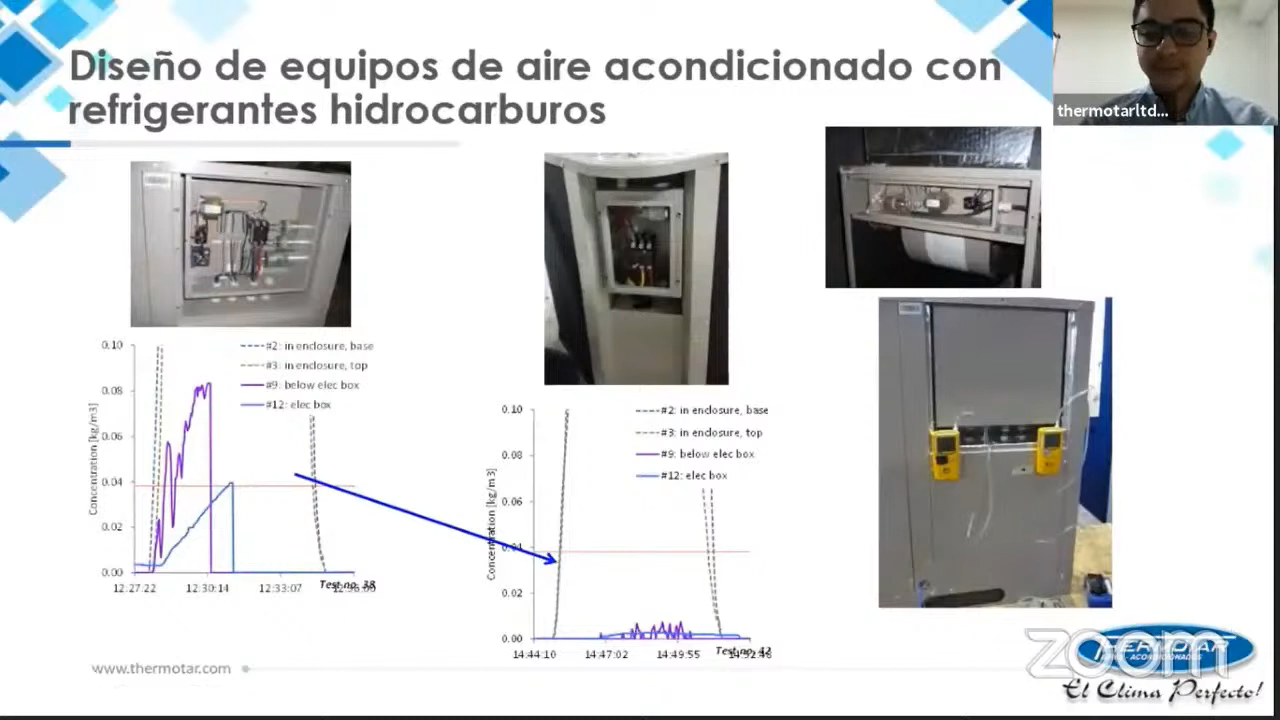 Diseño de equipos de aire acondicionado con
refrigerantes hidrocarburos
thermotarltd...
0.10
0.08
0.06
0.04
0.02
0.00
Concentration [kg/m3]
#2: in enclosure, base
#3: in enclosure, top
#9: below elec box
#12: elec box
12:27:22
12:30:14
12:33:07
Test no. 38
0.10
0.08
0.06
0.04
0.02
0.00
Concentration [kg/m3]
#2: in enclosure, base
#3: in enclosure, top
#9: below elec box
#12: elec box
14:44:10
14:47:02
14:49:55
www.thermotar.com
zoom
THERMOTAR
El Clima Perfecto!